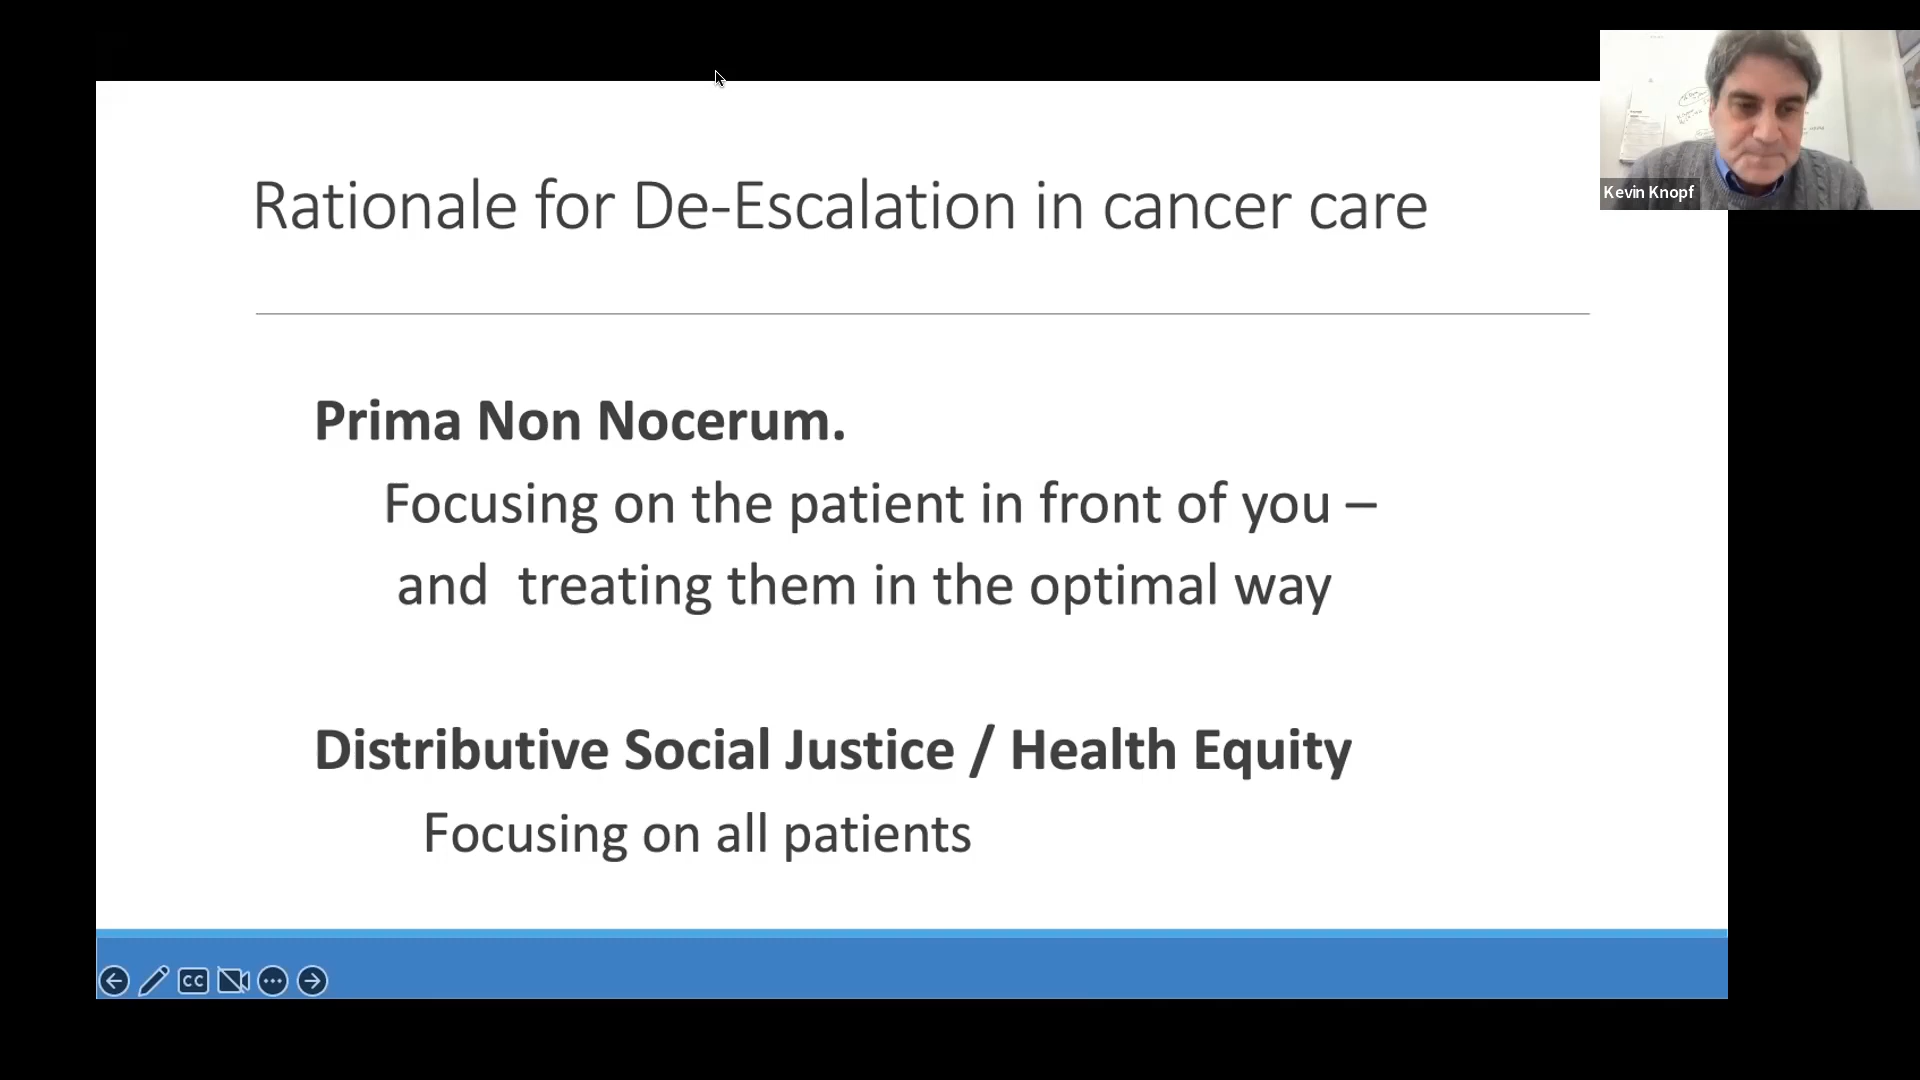 Rationale for De-Escalation in cancer care
Prima Non Nocerum.
Focusing on the patient in front of you –
and  treating them in the optimal way
Distributive Social Justice / Health Equity
Focusing on all patients
Kevin Knopf
CC